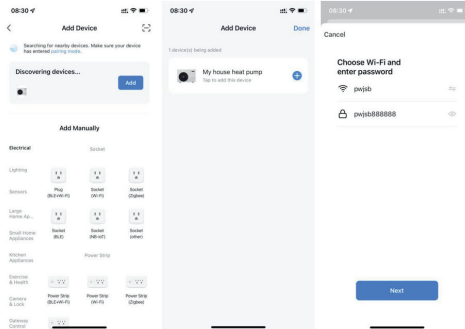 08:30
Add Device
Searching for nearby devices. Make sure your device
has entered pairing mode.
Discovering devices...
Add
Add Manually
Electrical
Socket
Lighting
Plug
(BLE+Wi-Fi)
Socket
(Wi-Fi)
Socket
(Zigbee)
Sensors
Large
Home Ap...
Socket
(BLE)
Socket
(NB-IoT)
Socket
(other)
Small Home
Appliances
Kitchen
Appliances
Power Strip
Exercise
& Health
Power Strip
(BLE+Wi-Fi)
Power Strip
(Wi-Fi)
Power Strip
(Zigbee)
Camera
& Lock
Gateway
Control
08:30
Add Device
Done
1 device(s) being added
My house heat pump
Tap to add this device
08:30
Cancel
Choose Wi-Fi and
enter password
pwjsb
pwjsb888888
Next